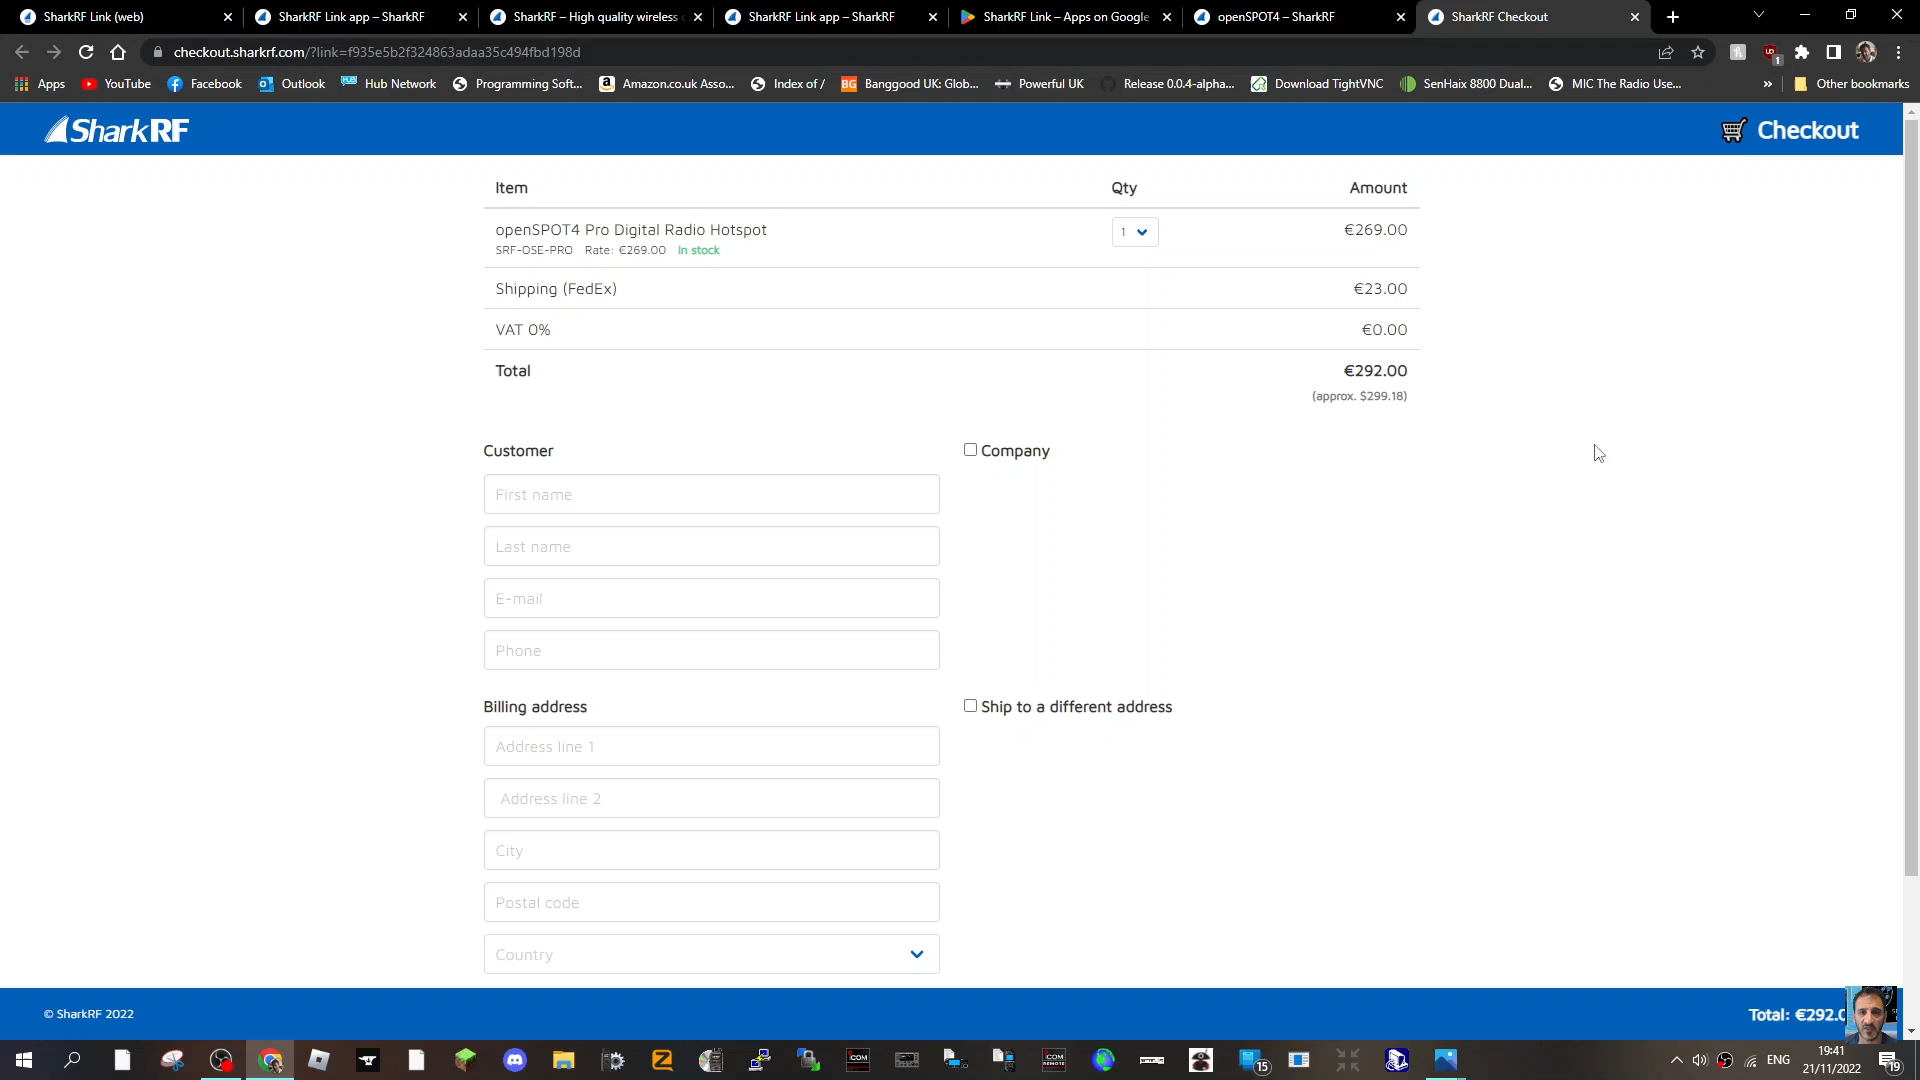 SharkRF Link (web)
SharkRF Link app – SharkRF
SharkRF – High quality wireless
SharkRF Link app – SharkRF
SharkRF Link – Apps on Google
openSPOT4 – SharkRF
SharkRF Checkout
checkout.sharkrf.com/?link=f935e5b2f324863adaa35c494fbd198d
Apps
YouTube
Facebook
Outlook
Hub Network
Programming Soft...
Amazon.co.uk Asso...
Index of /
Banggood UK: Glob...
Powerful UK
Release 0.0.4-alpha...
Download TightVNC
SenHaix 8800 Dual...
MIC The Radio Use...
»
Other bookmarks
SharkRF
Checkout
Item Qty Amount
openSPOT4 Pro Digital Radio Hotspot 1 €269.00
SRF-OSE-PRO Rate: €269.00 In stock
Shipping (FedEx) €23.00
VAT 0% €0.00
Total €292.00
(approx. $299.18)
Customer
Company
First name
Last name
E-mail
Phone
Billing address
Ship to a different address
Address line 1
Address line 2
City
Postal code
Country
© SharkRF 2022
Total: €292.0
ENG
19:41
21/11/2022
15
19